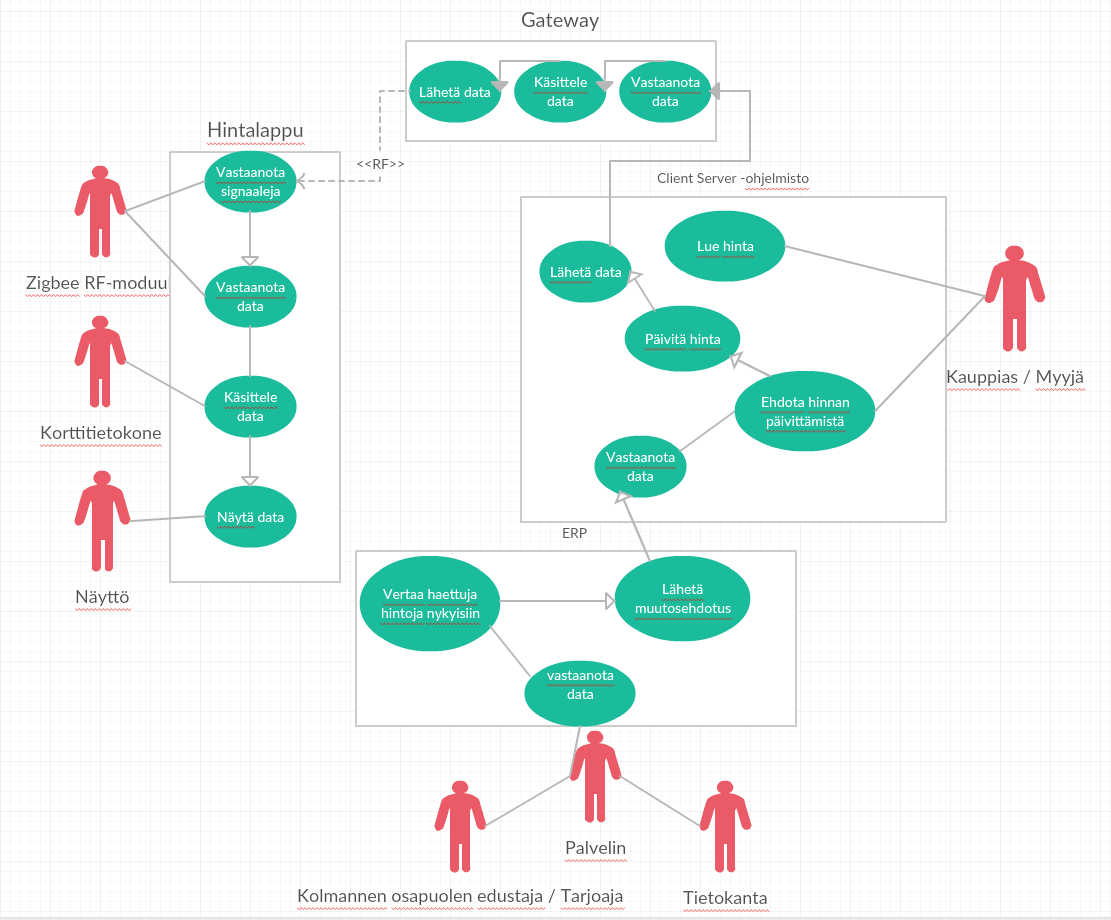 Gateway
Lähetä data
Käsittele
data
Vastaanota
data
Hintalappu
<<RF>>
Vastaanota
signaaleja
Vastaanota
data
Käsittele
data
Näytä data
Zigbee RF-moduu
Korttitietokone
Näyttö
Client Server -ohjelmisto
Lähetä data
Lue hinta
Päivitä hinta
Ehdota hinnan
päivittämistä
Vastaanota
data
Kauppias / Myyjä
ERP
Vertaa haettuja
hintoja nykyisiin
Lähetä
muutosehdotus
vastaanota
data
Palvelin
Kolmannen osapuolen edustaja / Tarjoaja
Tietokanta